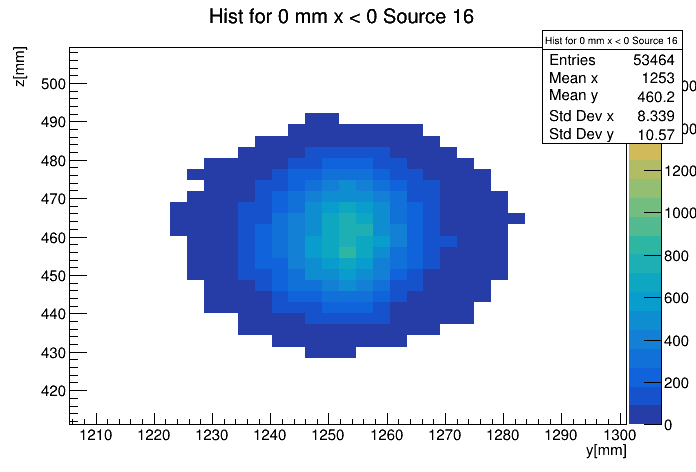 Hist for 0 mm x < 0 Source 16
z[mm]
Hist for 0 mm x < 0 Source 16
Entries 53464
Mean x 1253
Mean y 460.2
Std Dev x 8.339
Std Dev y 10.57
500
490
480
470
460
450
440
430
420
1200
1000
800
600
400
200
0
1210 1220 1230 1240 1250 1260 1270 1280 1290 1300
y[mm]